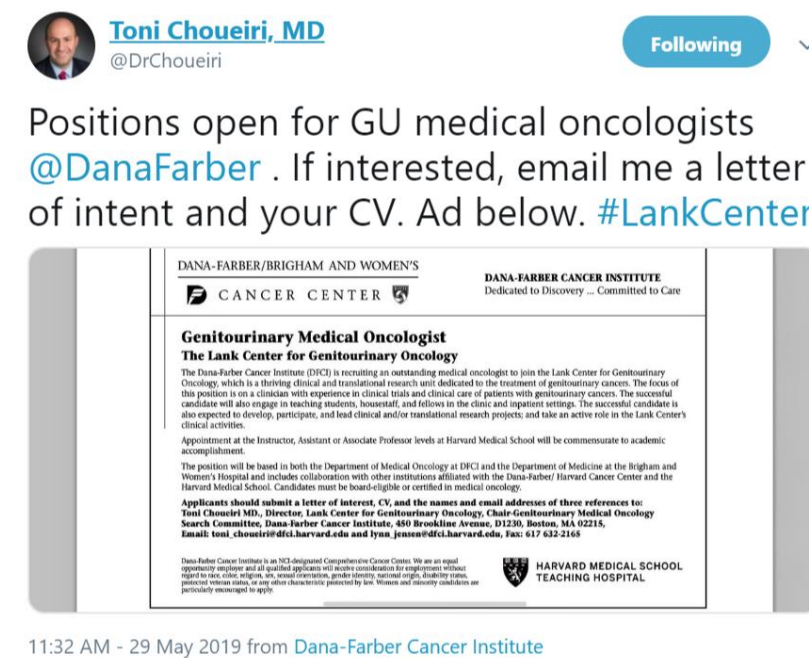 Toni Choueiri, MD
@DrChoueiri
Following
Positions open for GU medical oncologists
@DanaFarber . If interested, email me a letter
of intent and your CV. Ad below. #LankCenter
DANA-FARBER/BRIGHAM AND WOMEN'S
CANCER CENTER
DANA-FARBER CANCER INSTITUTE
Dedicated to Discovery ... Committed to Care
Genitourinary Medical Oncologist
The Lank Center for Genitourinary Oncology
The Dana-Farber Cancer Institute (DFCI) is recruiting an outstanding medical oncologist to join the Lank Center for Genitourinary
Oncology, which is a thriving clinical and translational research unit dedicated to the treatment of genitourinary cancers. The focus of
this position is on a clinician with experience in clinical trials and clinical care of patients with genitourinary cancers. The successful
candidate will also engage in teaching students, housestaff, and fellows in the clinic and inpatient settings. The successful candidate is
also expected to develop, participate, and lead clinical and/or translational research projects; and take an active role in the Lank Center's
clinical activities.
Appointment at the Instructor, Assistant or Associate Professor levels at Harvard Medical School will be commensurate to academic
accomplishment.
The position will be based in both the Department of Medical Oncology at DFCI and the Department of Medicine at the Brigham and
Women's Hospital and includes collaboration with other institutions affiliated with the Dana-Farber/ Harvard Cancer Center and the
Harvard Medical School. Candidates must be board-eligible or certified in medical oncology.
Applicants should submit a letter of interest, CV, and the names and email addresses of three references to:
Toni Choueiri MD., Director, Lank Center for Genitourinary Oncology, Chair-Genitourinary Medical Oncology
Search Committee, Dana-Farber Cancer Institute, 450 Brookline Avenue, D1230, Boston, MA 02215,
Email: toni_choueiri@dfci.harvard.edu and lynn_jensen@dfci.harvard.edu, Fax: 617 632-2165
Dana-Farber Cancer Institute is an NCI-designated Comprehensive Cancer Center. We are an equal
opportunity employer and all qualified applicants will receive consideration for employment without
regard to race, color, religion, sex, sexual orientation, gender identity, national origin, disability status,
protected veteran status, or any other characteristic protected by law. Women and minority candidates are
particularly encouraged to apply.
HARVARD MEDICAL SCHOOL
TEACHING HOSPITAL
11:32 AM - 29 May 2019 from Dana-Farber Cancer Institute